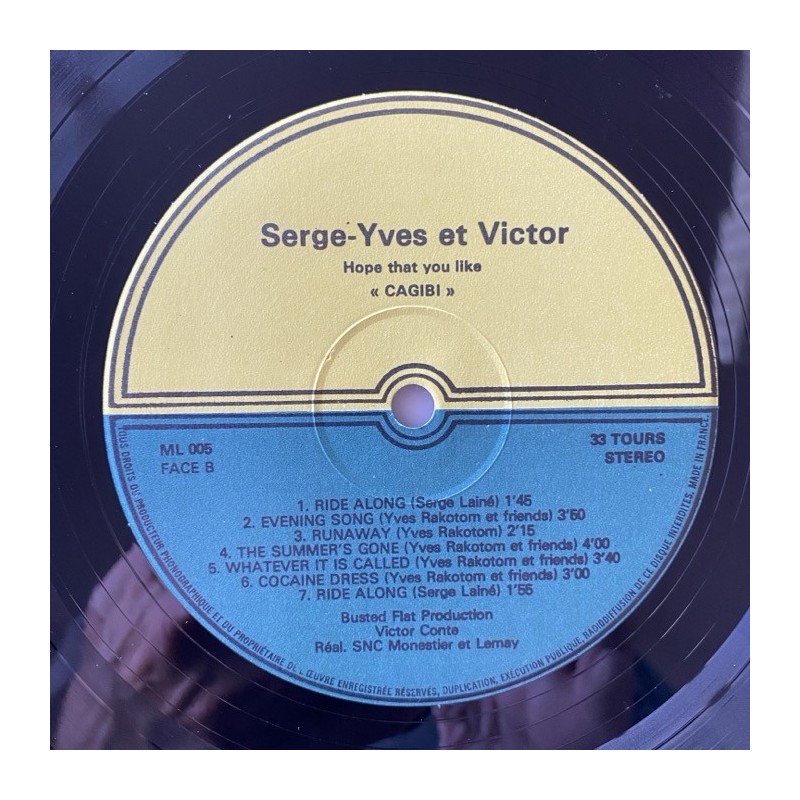 Serge-Yves et Victor
Hope that you like
« CAGIBI »
ML 005
FACE B
33 TOURS
STEREO
1. RIDE ALONG (Serge Lainé) 1'45
2. EVENING SONG (Yves Rakotom et friends) 3'50
3. RUNAWAY (Yves Rakotom) 2'15
4. THE SUMMER'S GONE (Yves Rakotom et friends) 4'00
5. WHATEVER IT IS CALLED (Yves Rakotom et friends) 3'40
6. COCAINE DRESS (Yves Rakotom et friends) 3'00
7. RIDE ALONG (Serge Lainé) 1'55
Busted Flat Production
Victor Conte
Réal. SNC Monestier et Lemay
TOUS DROITS DU PRODUCTEUR PHONOGRAPHIQUE ET DU PROPRIÉTAIRE DE L'ŒUVRE ENREGISTRÉE RÉSERVÉS, DUPLICATION, EXÉCUTION PUBLIQUE, RADIODIFFUSION DE CE DISQUE INTERDITES. MADE IN FRANCE.